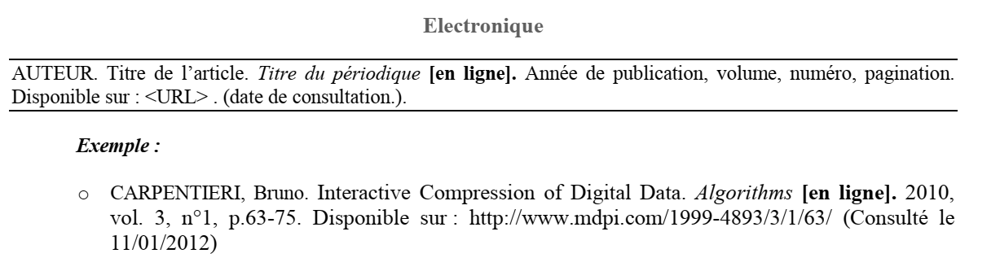 Electronique
AUTEUR. Titre de l’article. Titre du périodique [en ligne]. Année de publication, volume, numéro, pagination.
Disponible sur : <URL> . (date de consultation.).
Exemple :
o CARPENTIERI, Bruno. Interactive Compression of Digital Data. Algorithms [en ligne]. 2010,
vol. 3, n°1, p.63-75. Disponible sur : http://www.mdpi.com/1999-4893/3/1/63/ (Consulté le
11/01/2012)